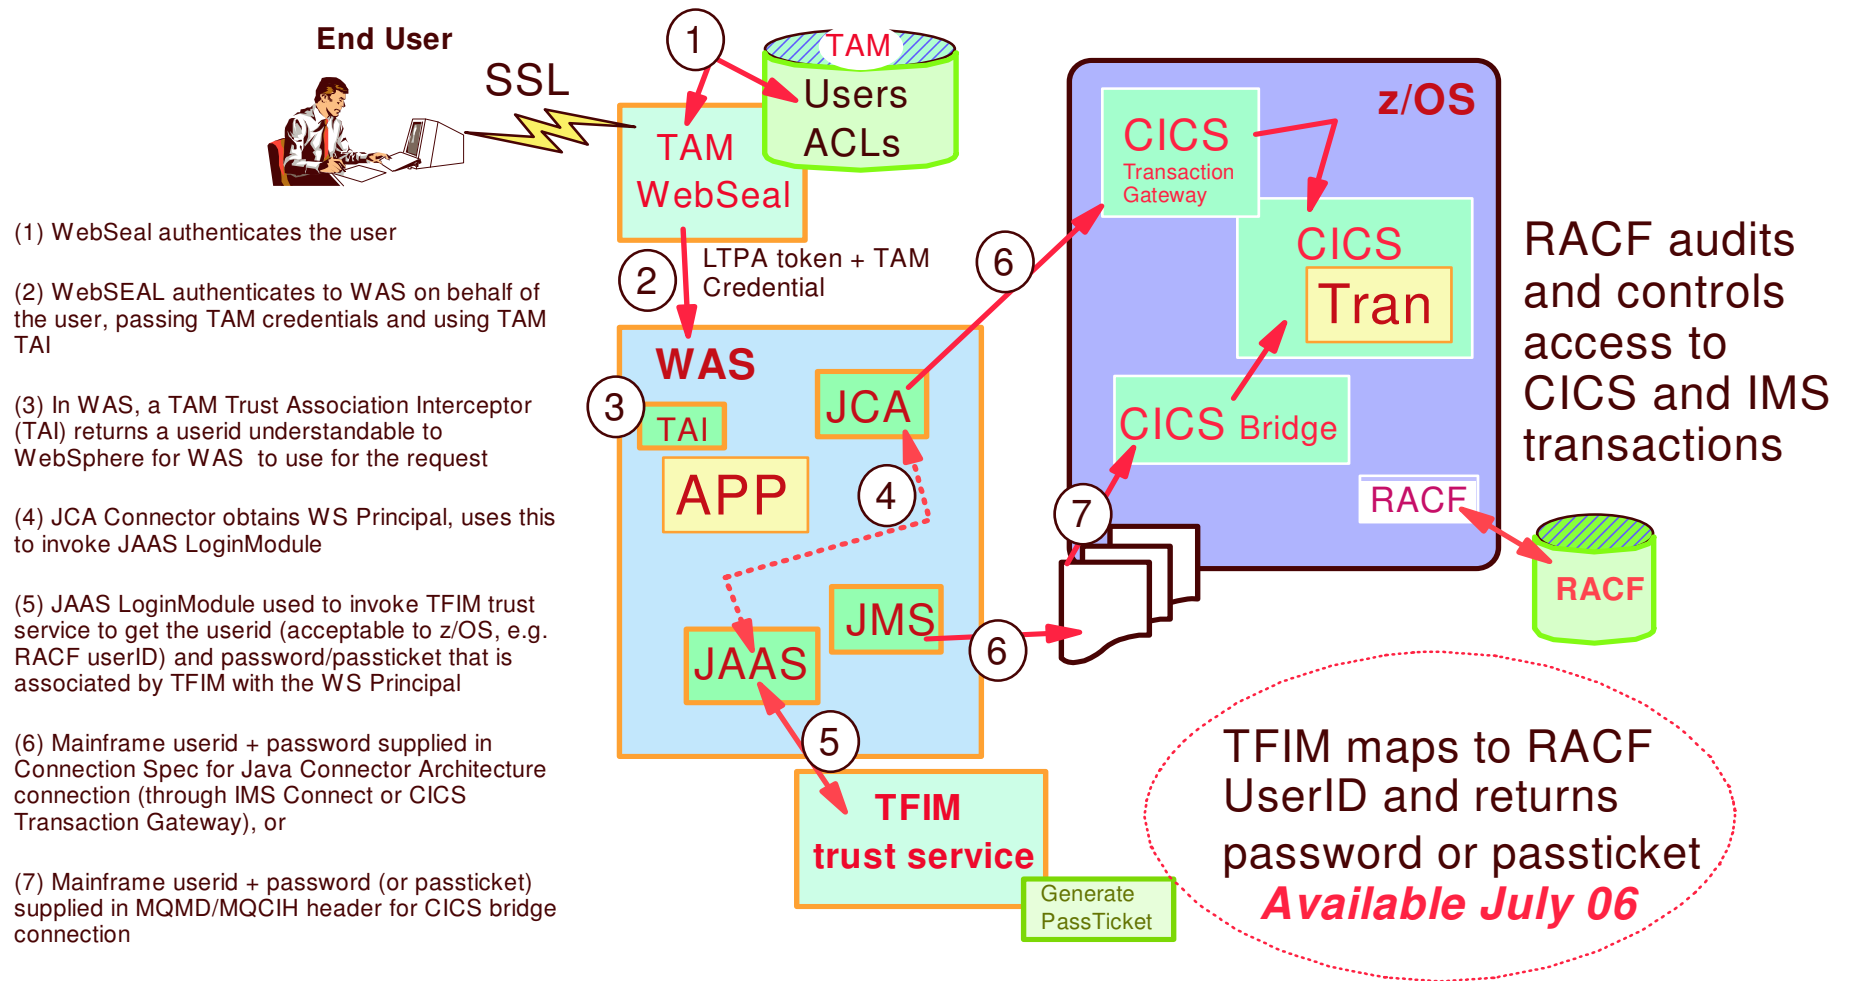 End User
SSL
1
TAM
Users
ACLs
TAM
WebSeal
(1) WebSeal authenticates the user
(2) WebSEAL authenticates to WAS on behalf of
the user, passing TAM credentials and using TAM
TAI
(3) In WAS, a TAM Trust Association Interceptor
(TAI) returns a userid understandable to
WebSphere for WAS to use for the request
(4) JCA Connector obtains WS Principal, uses this
to invoke JAAS LoginModule
(5) JAAS LoginModule used to invoke TFIM trust
service to get the userid (acceptable to z/OS, e.g.
RACF userID) and password/passticket that is
associated by TFIM with the WS Principal
(6) Mainframe userid + password supplied in
Connection Spec for Java Connector Architecture
connection (through IMS Connect or CICS
Transaction Gateway), or
(7) Mainframe userid + password (or passticket)
supplied in MQMD/MQCIH header for CICS bridge
connection
2
LTPA token + TAM
Credential
WAS
3
TAI
APP
JCA
4
JMS
JAAS
5
6
6
7
TFIM
trust service
Generate
PassTicket
z/OS
CICS
Transaction
Gateway
CICS
Tran
CICS Bridge
RACF
RACF
RACF audits
and controls
access to
CICS and IMS
transactions
TFIM maps to RACF
UserID and returns
password or passticket
Available July 06